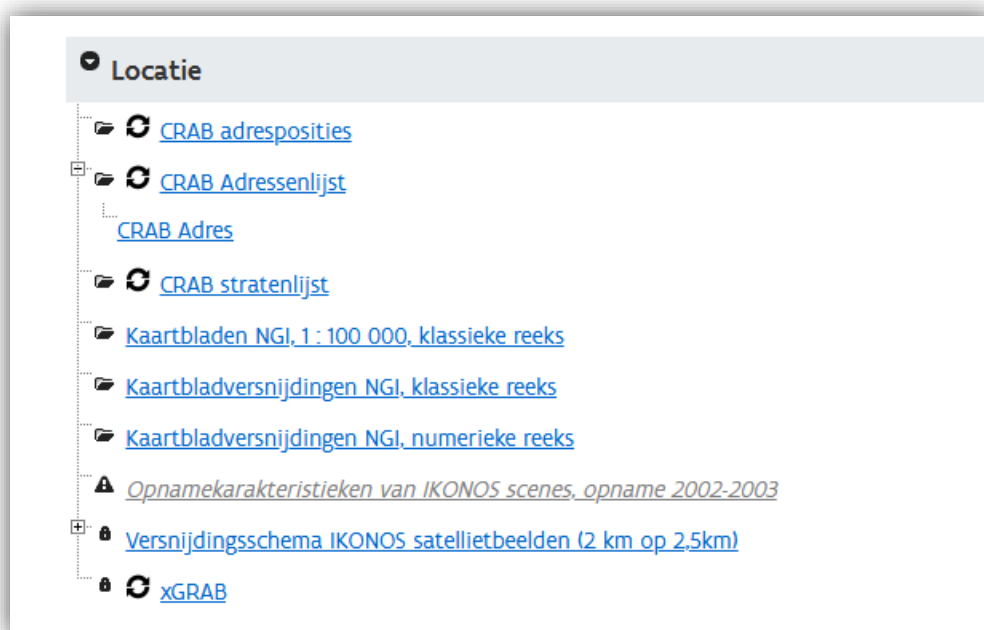 Locatie
CRAB adresposities
CRAB Adressenlijst
CRAB Adres
CRAB stratenlijst
Kaartbladen NGI, 1 : 100 000, klassieke reeks
Kaartbladversnijdingen NGI, klassieke reeks
Kaartbladversnijdingen NGI, numerieke reeks
Opnamekarakteristieken van IKONOS scenes, opname 2002-2003
Versnijdingsschema IKONOS satellietbeelden (2 km op 2,5km)
xGRAB